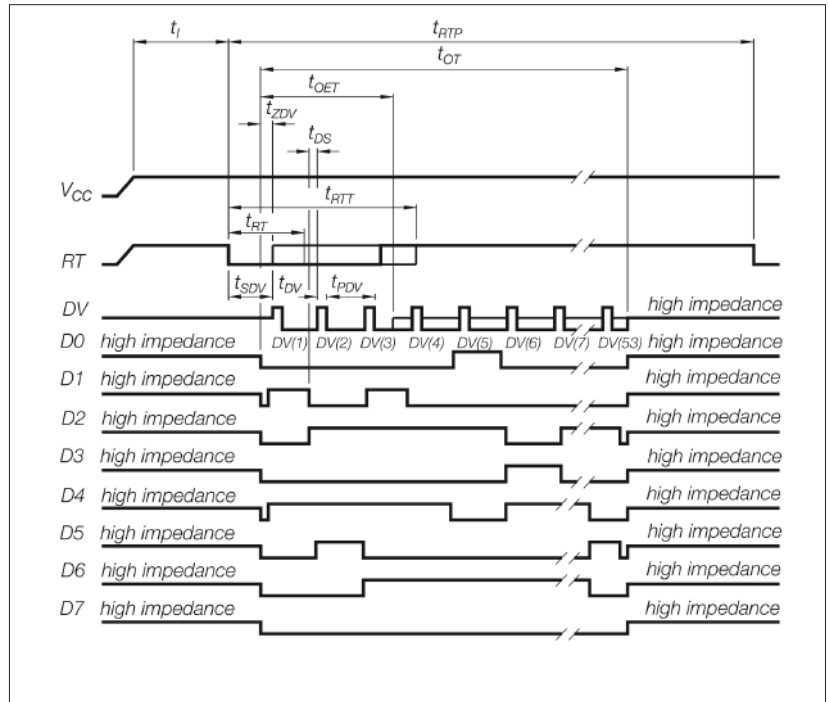 tI tRTP
tOT
tOET
tZDV
tDS
VCC
tRTT
tRT
RT
tSDV tDV tPDV
DV high impedance
D0 high impedance DV(1) DV(2) DV(3) DV(4) DV(5) DV(6) DV(7) DV(53) high impedance
D1 high impedance high impedance
D2 high impedance high impedance
D3 high impedance high impedance
D4 high impedance high impedance
D5 high impedance high impedance
D6 high impedance high impedance
D7 high impedance high impedance